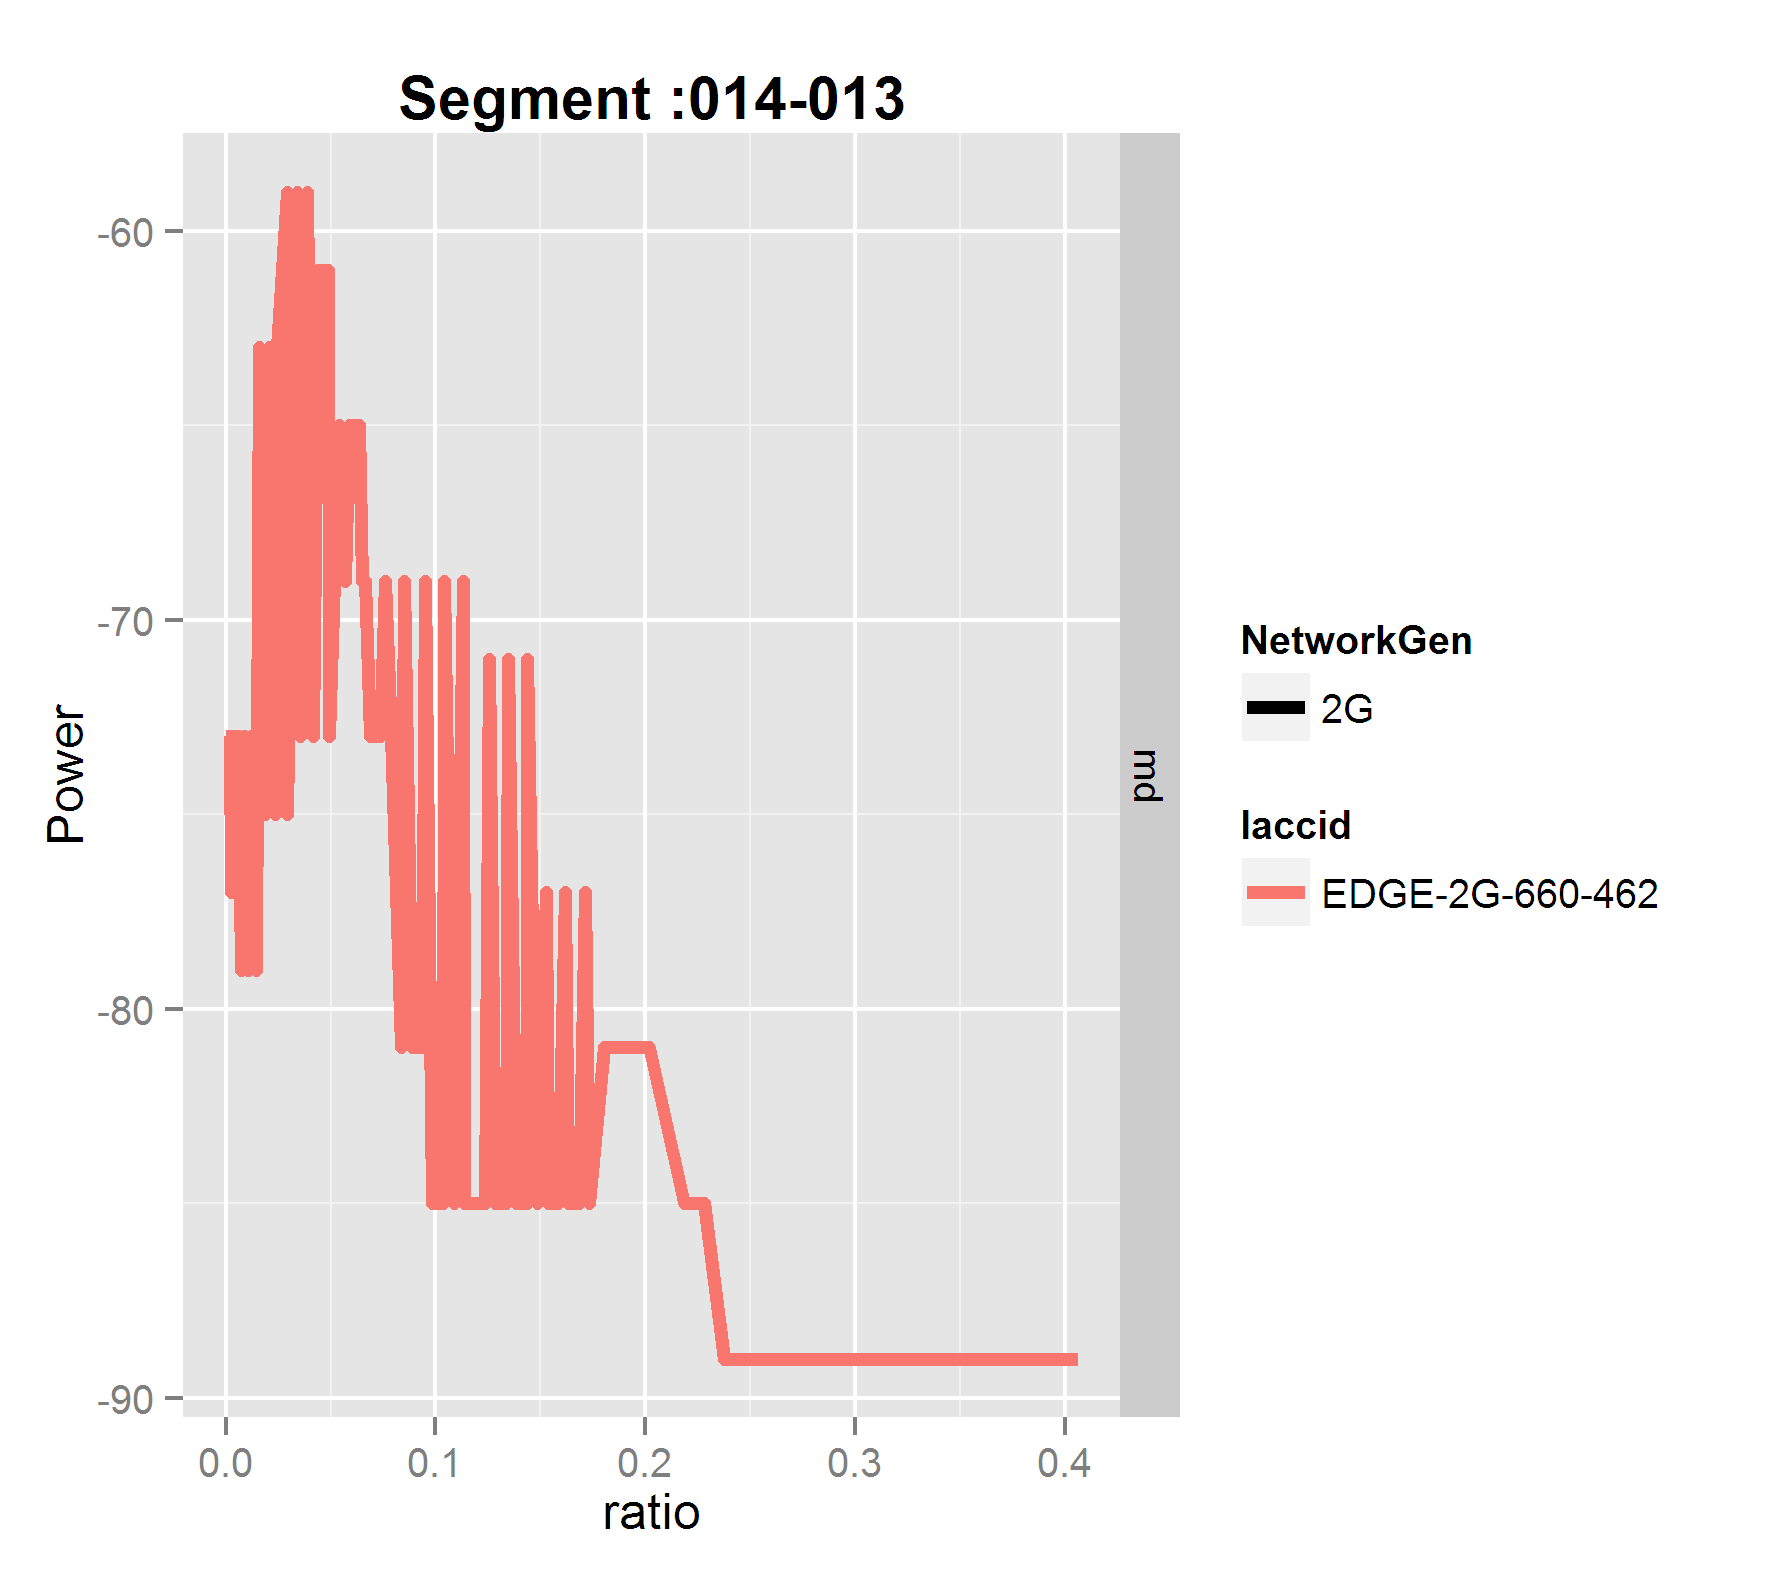 Segment :014-013
-60
-70
-80
-90
Power
0.0 0.1 0.2 0.3 0.4
ratio
md
NetworkGen
2G
laccid
EDGE-2G-660-462